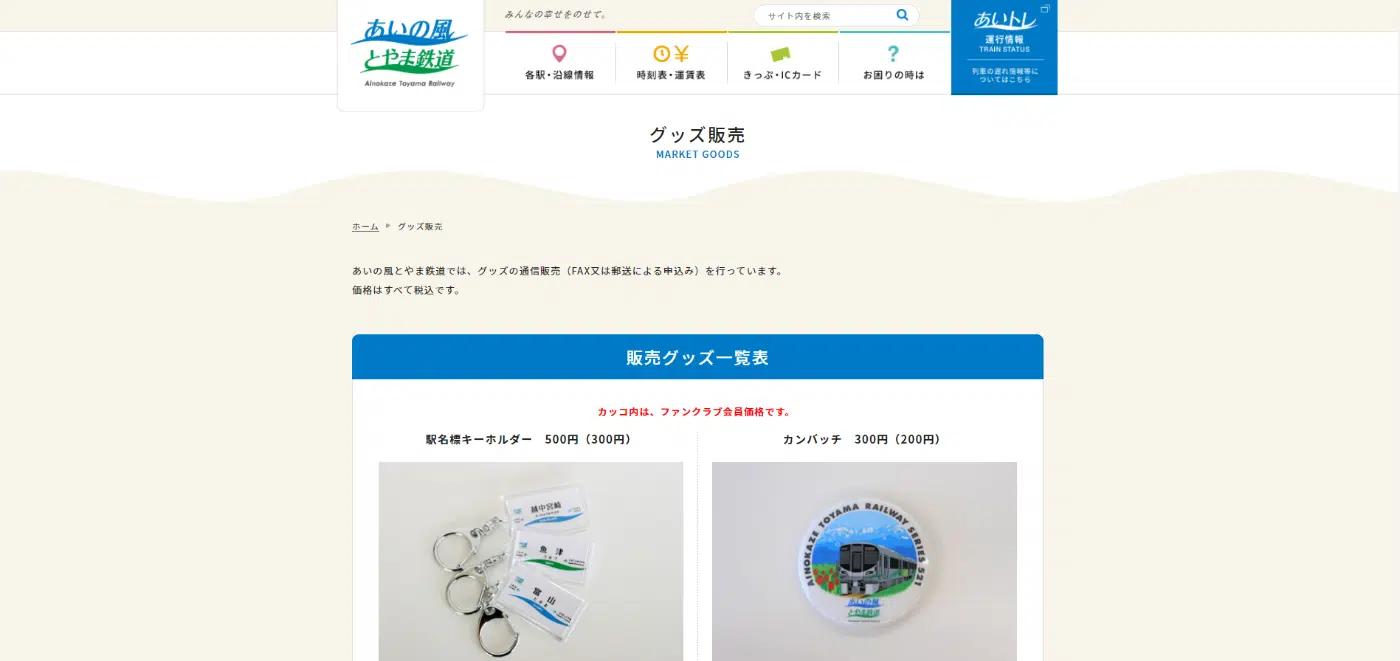 みんなの幸せをのせて。
サイト内を検索
あいの風
とやま鉄道
Ainokaze Toyama Railway
各駅・沿線情報
時刻表・運賃表
きっぷ・ICカード
お困りの時は
あいトレ
運行情報
TRAIN STATUS
列車の遅れ情報等に
ついてはこちら
グッズ販売
MARKET GOODS
ホーム ▶ グッズ販売
あいの風とやま鉄道では、グッズの通信販売（FAX又は郵送による申込み）を行っています。
価格はすべて税込です。
販売グッズ一覧表
カッコ内は、ファンクラブ会員価格です。
駅名標キーホルダー　500円（300円）
カンバッチ　300円（200円）
越中宮崎
魚津
富山
AINOKAZE TOYAMA RAILWAY SERIES 521
あいの風
とやま鉄道